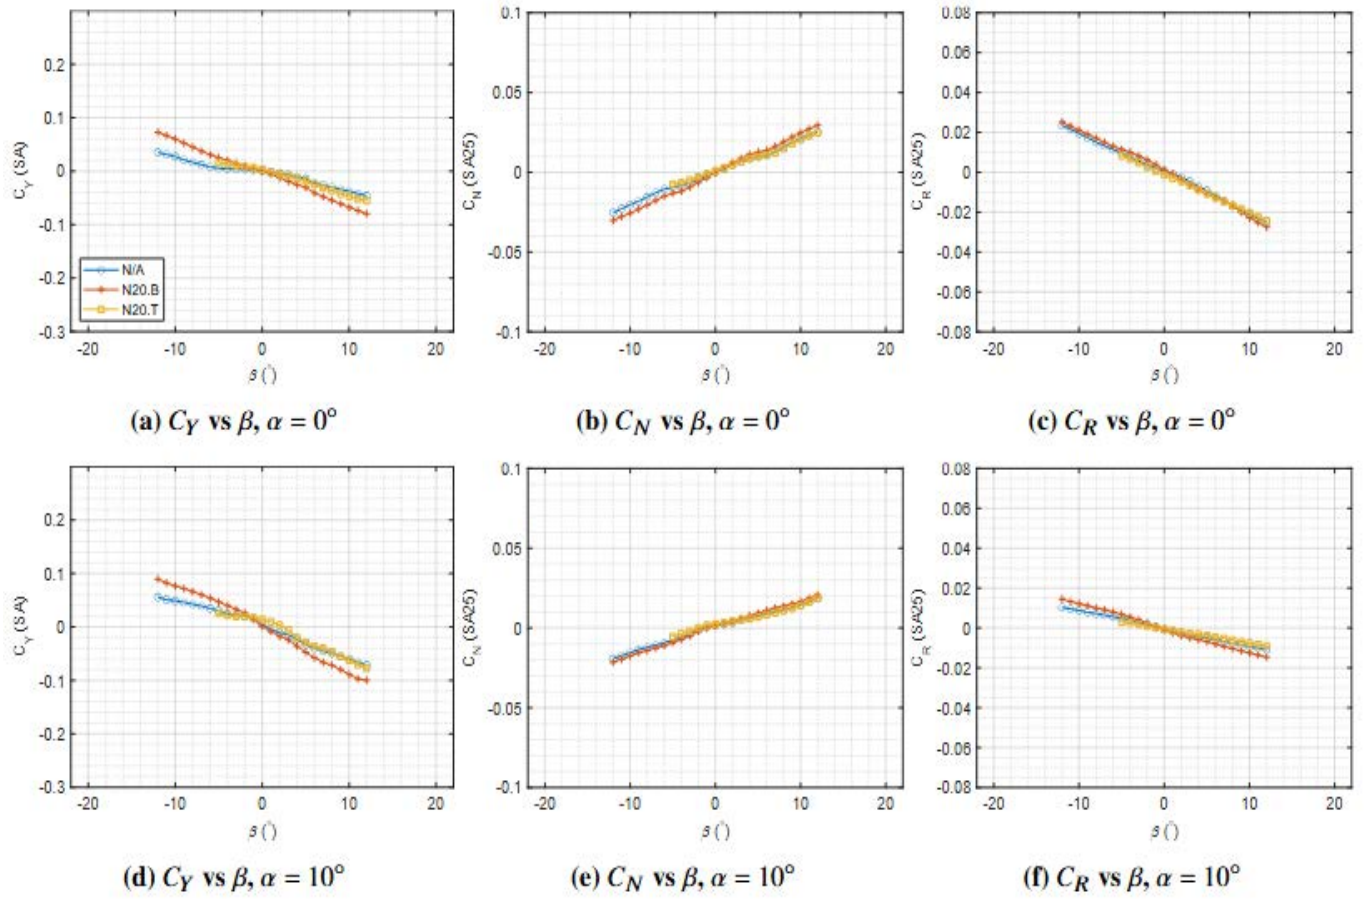 0.2
0.1
0
-0.1
-0.2
-0.3
C_Y (SA)
N/A
N20.B
N20.T
-20 -10 0 10 20
β (°)
(a) C_Y vs β, α = 0°
0.1
0.05
0
-0.05
-0.1
C_N (SA25)
-20 -10 0 10 20
β (°)
(b) C_N vs β, α = 0°
0.08
0.06
0.04
0.02
0
-0.02
-0.04
-0.06
-0.08
C_R (SA25)
-20 -10 0 10 20
β (°)
(c) C_R vs β, α = 0°
0.2
0.1
0
-0.1
-0.2
-0.3
C_Y (SA)
-20 -10 0 10 20
β (°)
(d) C_Y vs β, α = 10°
0.1
0.05
0
-0.05
-0.1
C_N (SA25)
-20 -10 0 10 20
β (°)
(e) C_N vs β, α = 10°
0.08
0.06
0.04
0.02
0
-0.02
-0.04
-0.06
-0.08
C_R (SA25)
-20 -10 0 10 20
β (°)
(f) C_R vs β, α = 10°